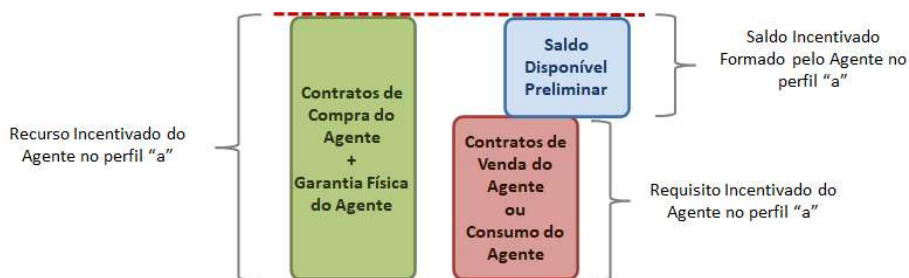 Recurso Incentivado do
Agente no perfil “a”
Contratos de
Compra do
Agente
+
Garantia Física
do Agente
Saldo
Disponível
Preliminar
Contratos de
Venda do
Agente
ou
Consumo do
Agente
Saldo Incentivado
Formado pelo Agente no
perfil “a”
Requisito Incentivado do
Agente no perfil “a”